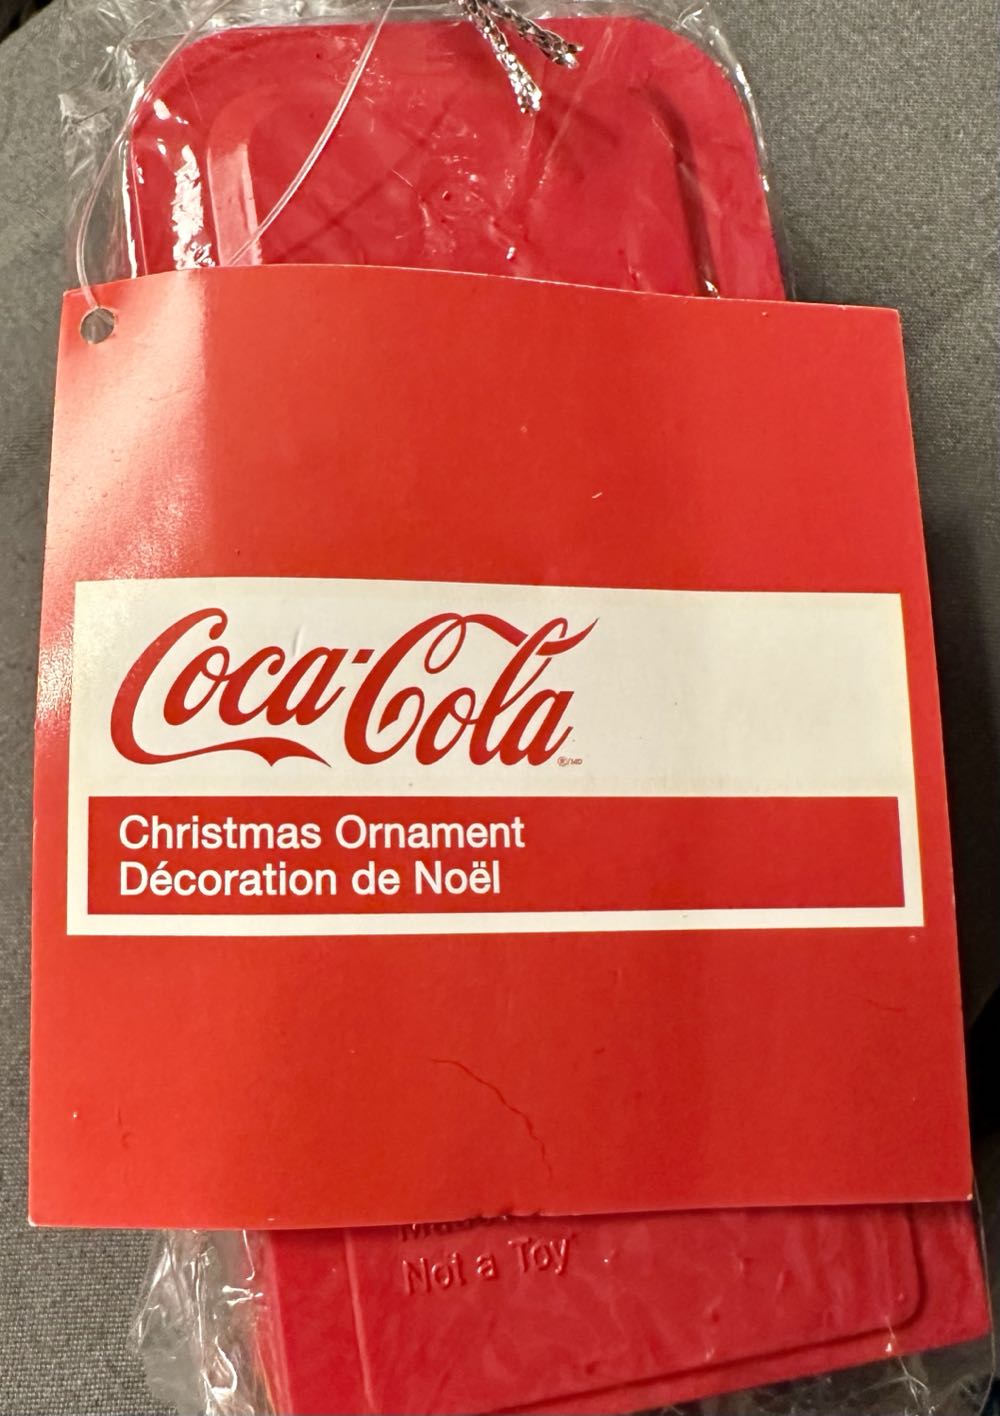 Coca-Cola
®/MD
Christmas Ornament
Décoration de Noël
Not a Toy